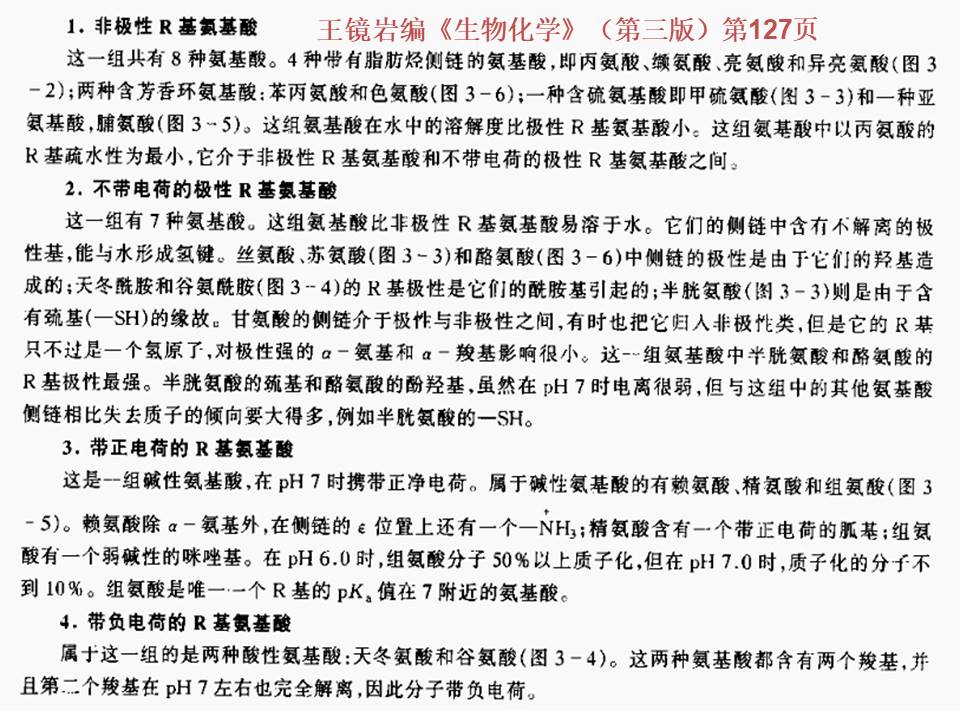 1. 非极性 R 基氨基酸
王镜岩编《生物化学》(第三版)第127页
这一组共有 8 种氨基酸。4 种带有脂肪烃侧链的氨基酸,即丙氨酸、缬氨酸、亮氨酸和异亮氨酸(图 3
-2);两种含芳香环氨基酸:苯丙氨酸和色氨酸(图 3-6);一种含硫氨基酸即甲硫氨酸(图 3-3)和一种亚
氨基酸,脯氨酸(图 3-5)。这组氨基酸在水中的溶解度比极性 R 基氨基酸小。这组氨基酸中以丙氨酸的
R 基疏水性为最小,它介于非极性 R 基氨基酸和不带电荷的极性 R 基氨基酸之间。
2. 不带电荷的极性 R 基氨基酸
这一组有 7 种氨基酸。这组氨基酸比非极性 R 基氨基酸易溶于水。它们的侧链中含有不解离的极
性基,能与水形成氢键。丝氨酸、苏氨酸(图 3-3)和酪氨酸(图 3-6)中侧链的极性是由于它们的羟基造
成的;天冬酰胺和谷氨酰胺(图 3-4)的 R 基极性是它们的酰胺基引起的;半胱氨酸(图 3-3)则是由于含
有巯基(—SH)的缘故。甘氨酸的侧链介于极性与非极性之间,有时也把它归入非极性类,但是它的 R 基
只不过是一个氢原子,对极性强的 α-氨基和 α-羧基影响很小。这一组氨基酸中半胱氨酸和酪氨酸的
R 基极性最强。半胱氨酸的巯基和酪氨酸的酚羟基,虽然在 pH 7 时电离很弱,但与这组中的其他氨基酸
侧链相比失去质子的倾向要大得多,例如半胱氨酸的—SH。
3. 带正电荷的 R 基氨基酸
这是一组碱性氨基酸,在 pH 7 时携带正净电荷。属于碱性氨基酸的有赖氨酸、精氨酸和组氨酸(图 3
-5)。赖氨酸除 α-氨基外,在侧链的 ε 位置上还有一个—N⁺H₃;精氨酸含有一个带正电荷的胍基;组氨
酸有一个弱碱性的咪唑基。在 pH 6.0 时,组氨酸分子 50%以上质子化,但在 pH 7.0 时,质子化的分子不
到 10%。组氨酸是唯一一个 R 基的 pKₐ 值在 7 附近的氨基酸。
4. 带负电荷的 R 基氨基酸
属于这一组的是两种酸性氨基酸:天冬氨酸和谷氨酸(图 3-4)。这两种氨基酸都含有两个羧基,并
且第二个羧基在 pH 7 左右也完全解离,因此分子带负电荷。